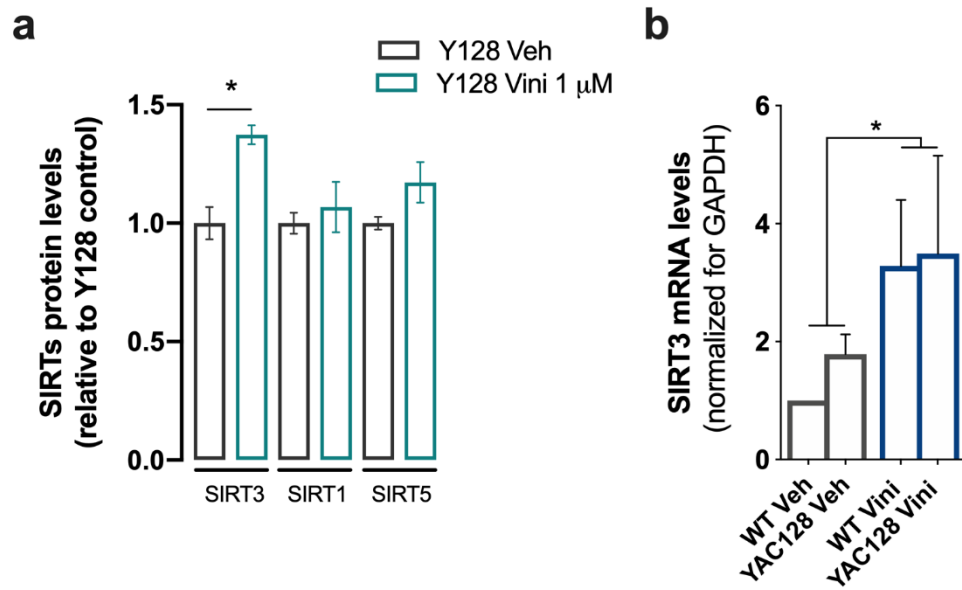 a
Y128 Veh
Y128 Vini 1 μM
SIRTs protein levels
(relative to Y128 control)
1.5
1.0
0.5
0.0
*
SIRT3
SIRT1
SIRT5
b
SIRT3 mRNA levels
(normalized for GAPDH)
6
4
2
0
*
WT Veh
YAC128 Veh
WT Vini
YAC128 Vini